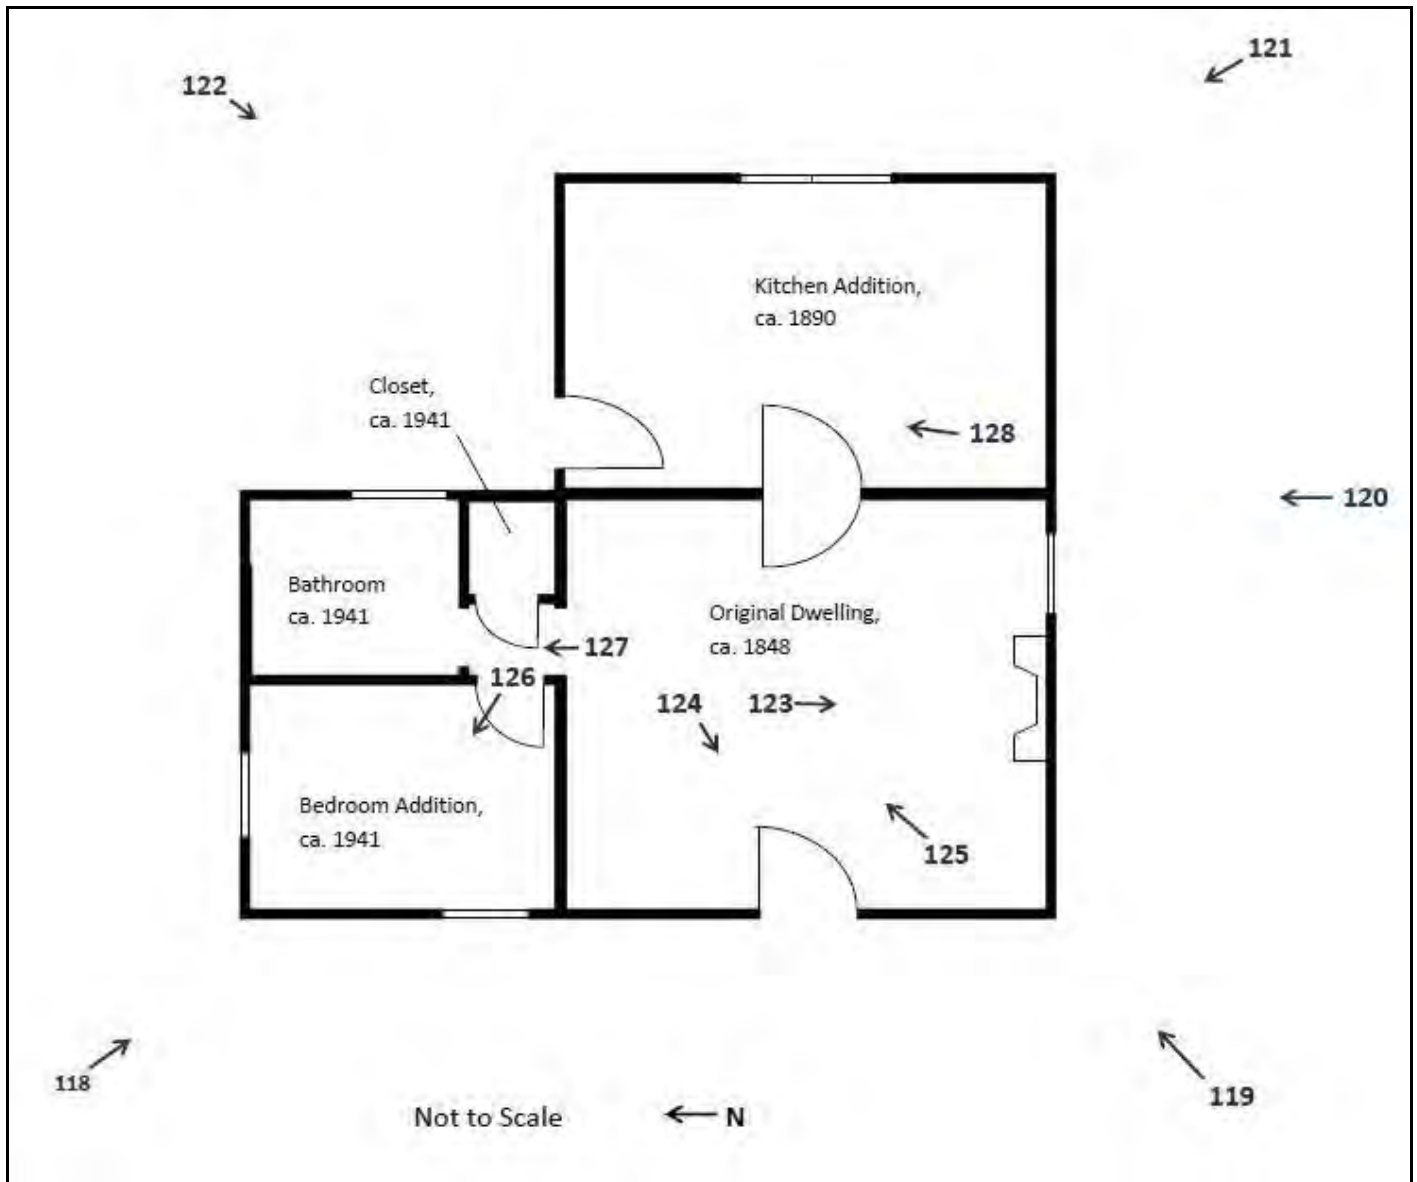 121
122
Kitchen Addition,
ca. 1890
Closet,
ca. 1941
128
120
Bathroom
ca. 1941
Original Dwelling,
ca. 1848
127
126
124
123
Bedroom Addition,
ca. 1941
125
118
119
Not to Scale
N